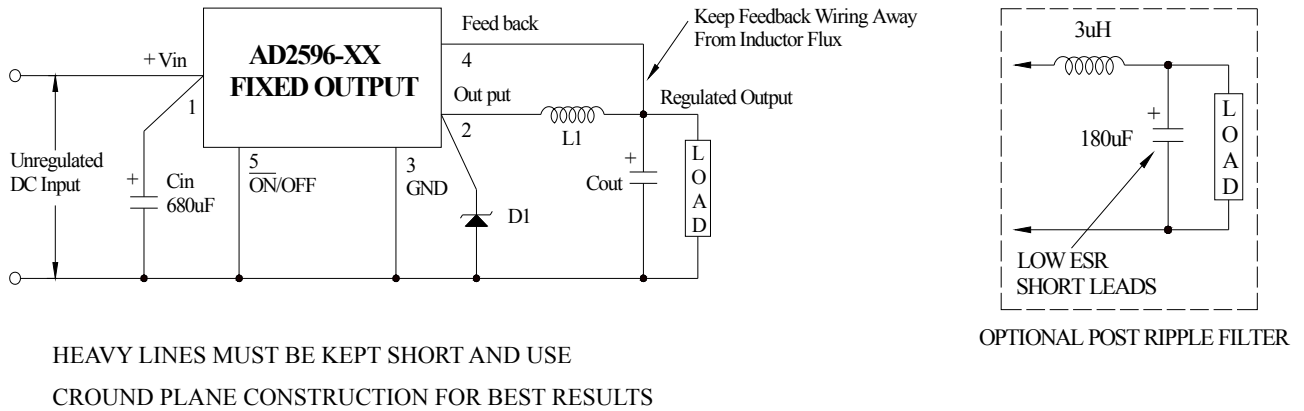 Feed back
Keep Feedback Wiring Away
From Inductor Flux
+Vin
AD2596-XX
FIXED OUTPUT
4
Out put
Regulated Output
1
2
L1
Unregulated
DC Input
+
Cin
680uF
5
ON/OFF
3
GND
D1
+
Cout
LOAD
3uH
+
180uF
LOAD
LOW ESR
SHORT LEADS
OPTIONAL POST RIPPLE FILTER
HEAVY LINES MUST BE KEPT SHORT AND USE
CROUND PLANE CONSTRUCTION FOR BEST RESULTS